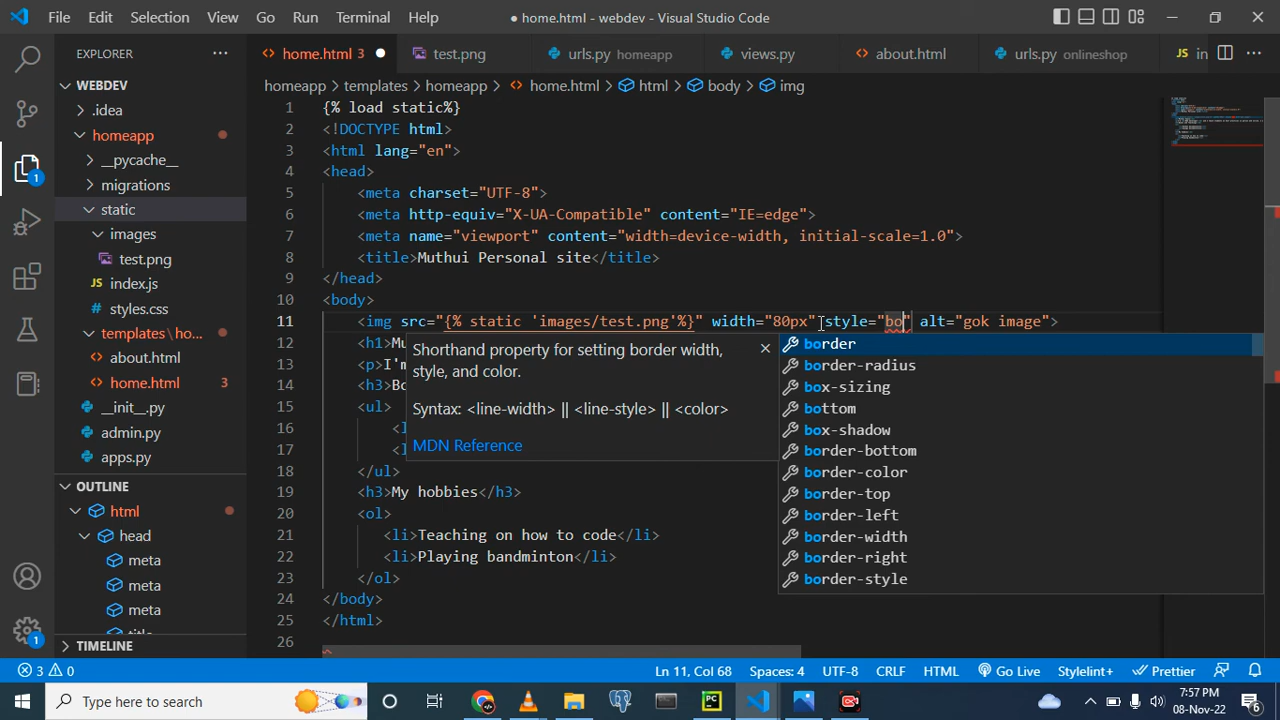 File Edit Selection View Go Run Terminal Help
● home.html - webdev - Visual Studio Code
EXPLORER ···
home.html 3 ●
test.png
urls.py homeapp
views.py
about.html
urls.py onlineshop
JS in
···
WEBDEV
.idea
homeapp
__pycache__
migrations
static
images
test.png
JS index.js
styles.css
templates\ho...
about.html
home.html 3
__init__.py
admin.py
apps.py
OUTLINE
html
head
meta
meta
meta
TIMELINE
1
1
homeapp > templates > homeapp > home.html > html > body > img
1 {% load static%}
2 <!DOCTYPE html>
3 <html lang="en">
4 <head>
5 <meta charset="UTF-8">
6 <meta http-equiv="X-UA-Compatible" content="IE=edge">
7 <meta name="viewport" content="width=device-width, initial-scale=1.0">
8 <title>Muthui Personal site</title>
9 </head>
10 <body>
11 <img src="{% static 'images/test.png'%}" width="80px" style="bo" alt="gok image">
12 <h1>Mu
13 <p>I'm
14 <h3>Bo
15 <ul>
16 <l
17 <l
18 </ul>
19 <h3>My hobbies</h3>
20 <ol>
21 <li>Teaching on how to code</li>
22 <li>Playing bandminton</li>
23 </ol>
24 </body>
25 </html>
26
Shorthand property for setting border width,
style, and color.
Syntax: <line-width> || <line-style> || <color>
MDN Reference
border
border-radius
box-sizing
bottom
box-shadow
border-bottom
border-color
border-top
border-left
border-width
border-right
border-style
3 0
Ln 11, Col 68 Spaces: 4 UTF-8 CRLF HTML Go Live Stylelint+ Prettier
Type here to search
PC
7:57 PM
08-Nov-22
6